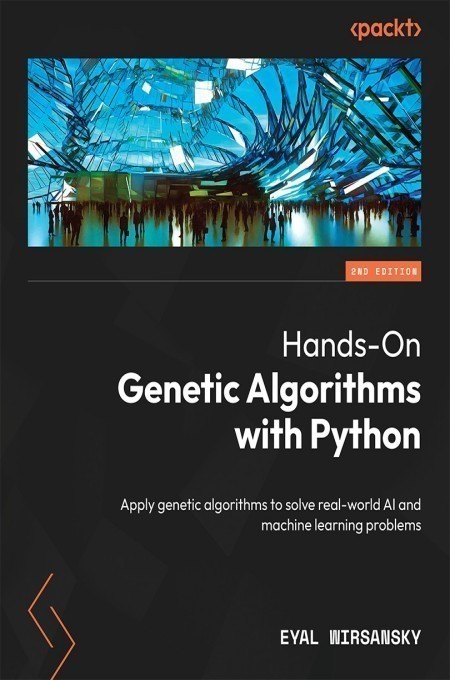 <packt>
2ND EDITION
Hands-On
Genetic Algorithms
with Python
Apply genetic algorithms to solve real-world AI and
machine learning problems
EYAL WIRSANSKY